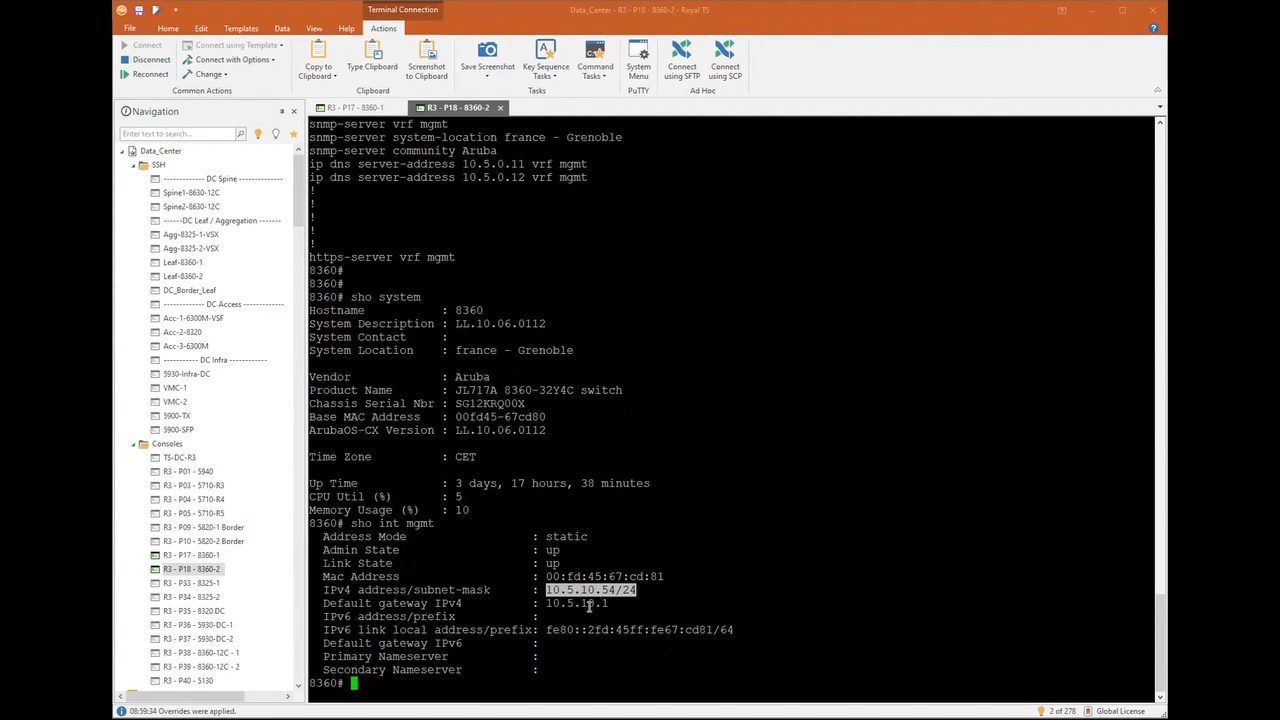 Terminal Connection
Data_Center - R3 - P18 - 8360-2 - Royal TS
File Home Edit Templates Data View Help Actions
Connect
Disconnect
Reconnect
Connect using Template
Connect with Options
Change
Common Actions
Copy to Clipboard
Type Clipboard
Screenshot to Clipboard
Save Screenshot
Key Sequence Tasks
Command Tasks
Tasks
System Menu
PuTTY
Connect using SFTP
Connect using SCP
Ad Hoc
Navigation
Enter text to search...
Data_Center
SSH
-------------- DC Spine --------------
Spine1-8630-12C
Spine2-8630-12C
------DC Leaf / Aggregation -------
Agg-8325-1-VSX
Agg-8325-2-VSX
Leaf-8360-1
Leaf-8360-2
DC_Border_Leaf
------------ DC Access ------------
Acc-1-6300M-VSF
Acc-2-8320
Acc-3-6300M
------------ DC Infra ------------
5930-Infra-DC
VMC-1
VMC-2
5900-TX
5900-SFP
Consoles
TS-DC-R3
R3 - P01 - 5940
R3 - P03 - 5710-R3
R3 - P04 - 5710-R4
R3 - P05 - 5710-R5
R3 - P09 - 5820-1 Border
R3 - P10 - 5820-2 Border
R3 - P17 - 8360-1
R3 - P18 - 8360-2
R3 - P33 - 8325-1
R3 - P34 - 8325-2
R3 - P35 - 8320 DC
R3 - P36 - 5930-DC-1
R3 - P37 - 5930-DC-2
R3 - P38 - 8360-12C - 1
R3 - P39 - 8360-12C - 2
R3 - P40 - 5130
R3 - P17 - 8360-1
R3 - P18 - 8360-2
snmp-server vrf mgmt
snmp-server system-location france - Grenoble
snmp-server community Aruba
ip dns server-address 10.5.0.11 vrf mgmt
ip dns server-address 10.5.0.12 vrf mgmt
!
!
!
!
!
https-server vrf mgmt
8360#
8360#
8360# sho system
Hostname : 8360
System Description : LL.10.06.0112
System Contact :
System Location : france - Grenoble
Vendor : Aruba
Product Name : JL717A 8360-32Y4C switch
Chassis Serial Nbr : SG12KRQ00X
Base MAC Address : 00fd45-67cd80
ArubaOS-CX Version : LL.10.06.0112
Time Zone : CET
Up Time : 3 days, 17 hours, 38 minutes
CPU Util (%) : 5
Memory Usage (%) : 10
8360# sho int mgmt
Address Mode : static
Admin State : up
Link State : up
Mac Address : 00:fd:45:67:cd:81
IPv4 address/subnet-mask : 10.5.10.54/24
Default gateway IPv4 : 10.5.10.1
IPv6 address/prefix :
IPv6 link local address/prefix: fe80::2fd:45ff:fe67:cd81/64
Default gateway IPv6 :
Primary Nameserver :
Secondary Nameserver :
8360#
08:59:34 Overrides were applied.
2 of 278
Global License